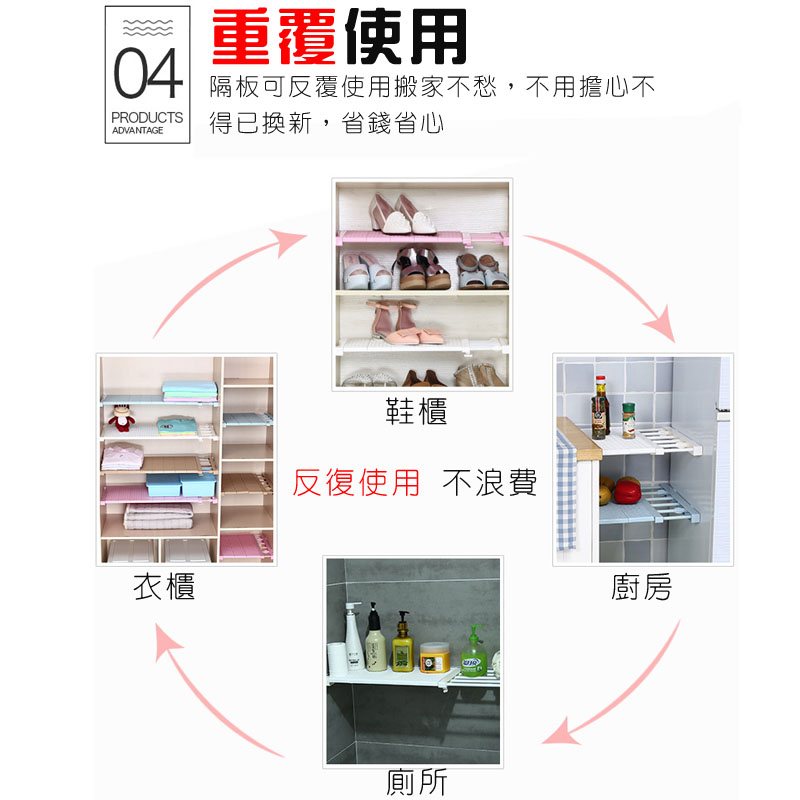 04
PRODUCTS
ADVANTAGE
重覆使用
隔板可反覆使用搬家不愁，不用擔心不
得已換新，省錢省心
鞋櫃
反復使用 不浪費
衣櫃
廚房
廁所